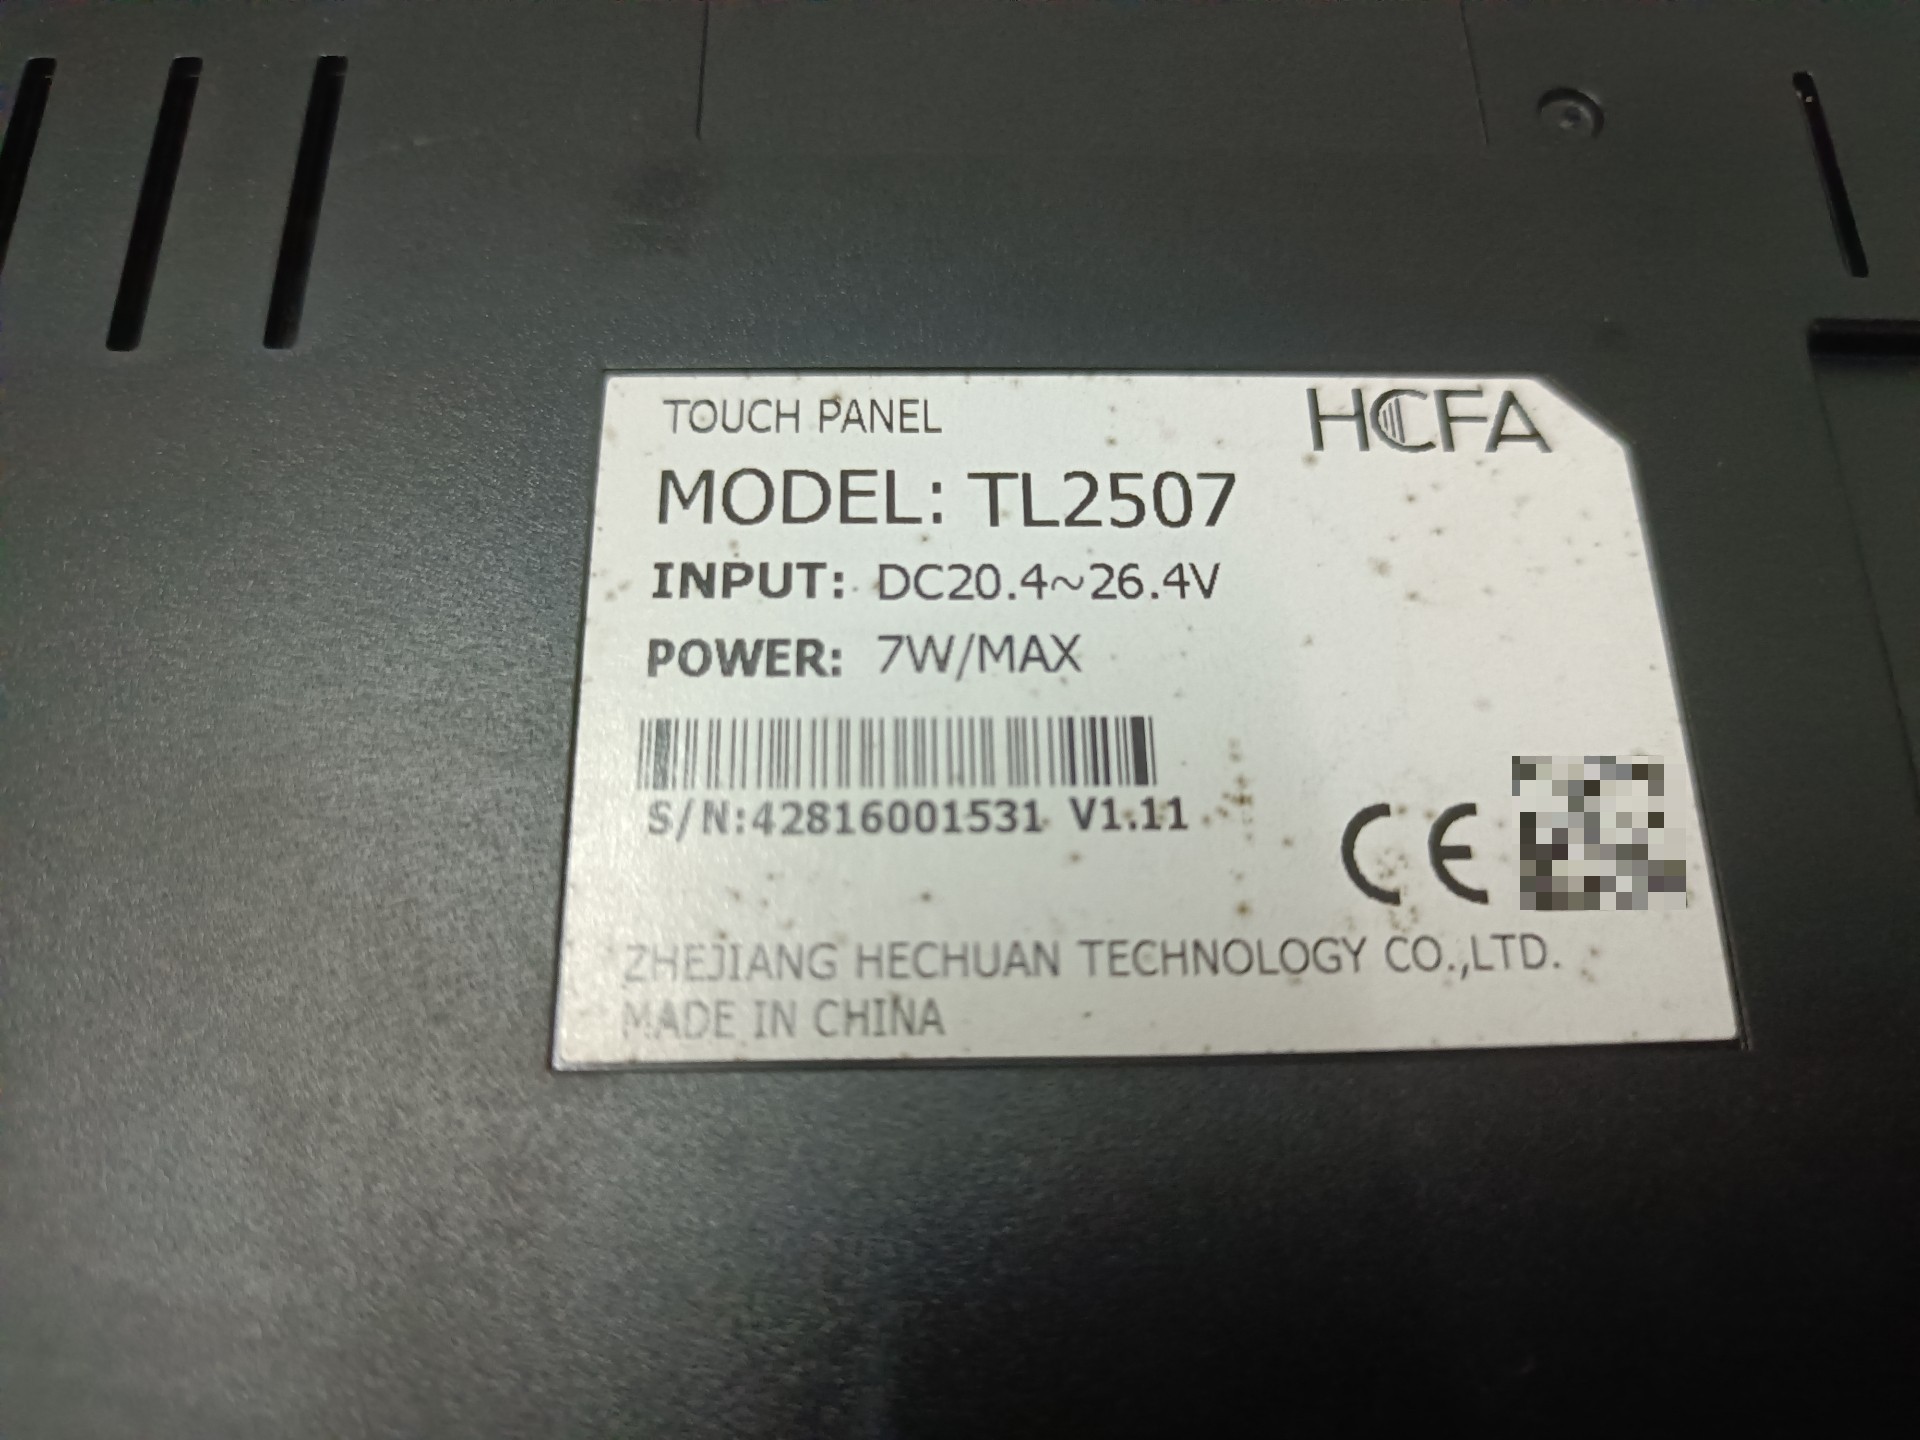 TOUCH PANEL
HCFA
MODEL: TL2507
INPUT: DC20.4~26.4V
POWER: 7W/MAX
S/N:42816001531 V1.11
CE
ZHEJIANG HECHUAN TECHNOLOGY CO.,LTD.
MADE IN CHINA